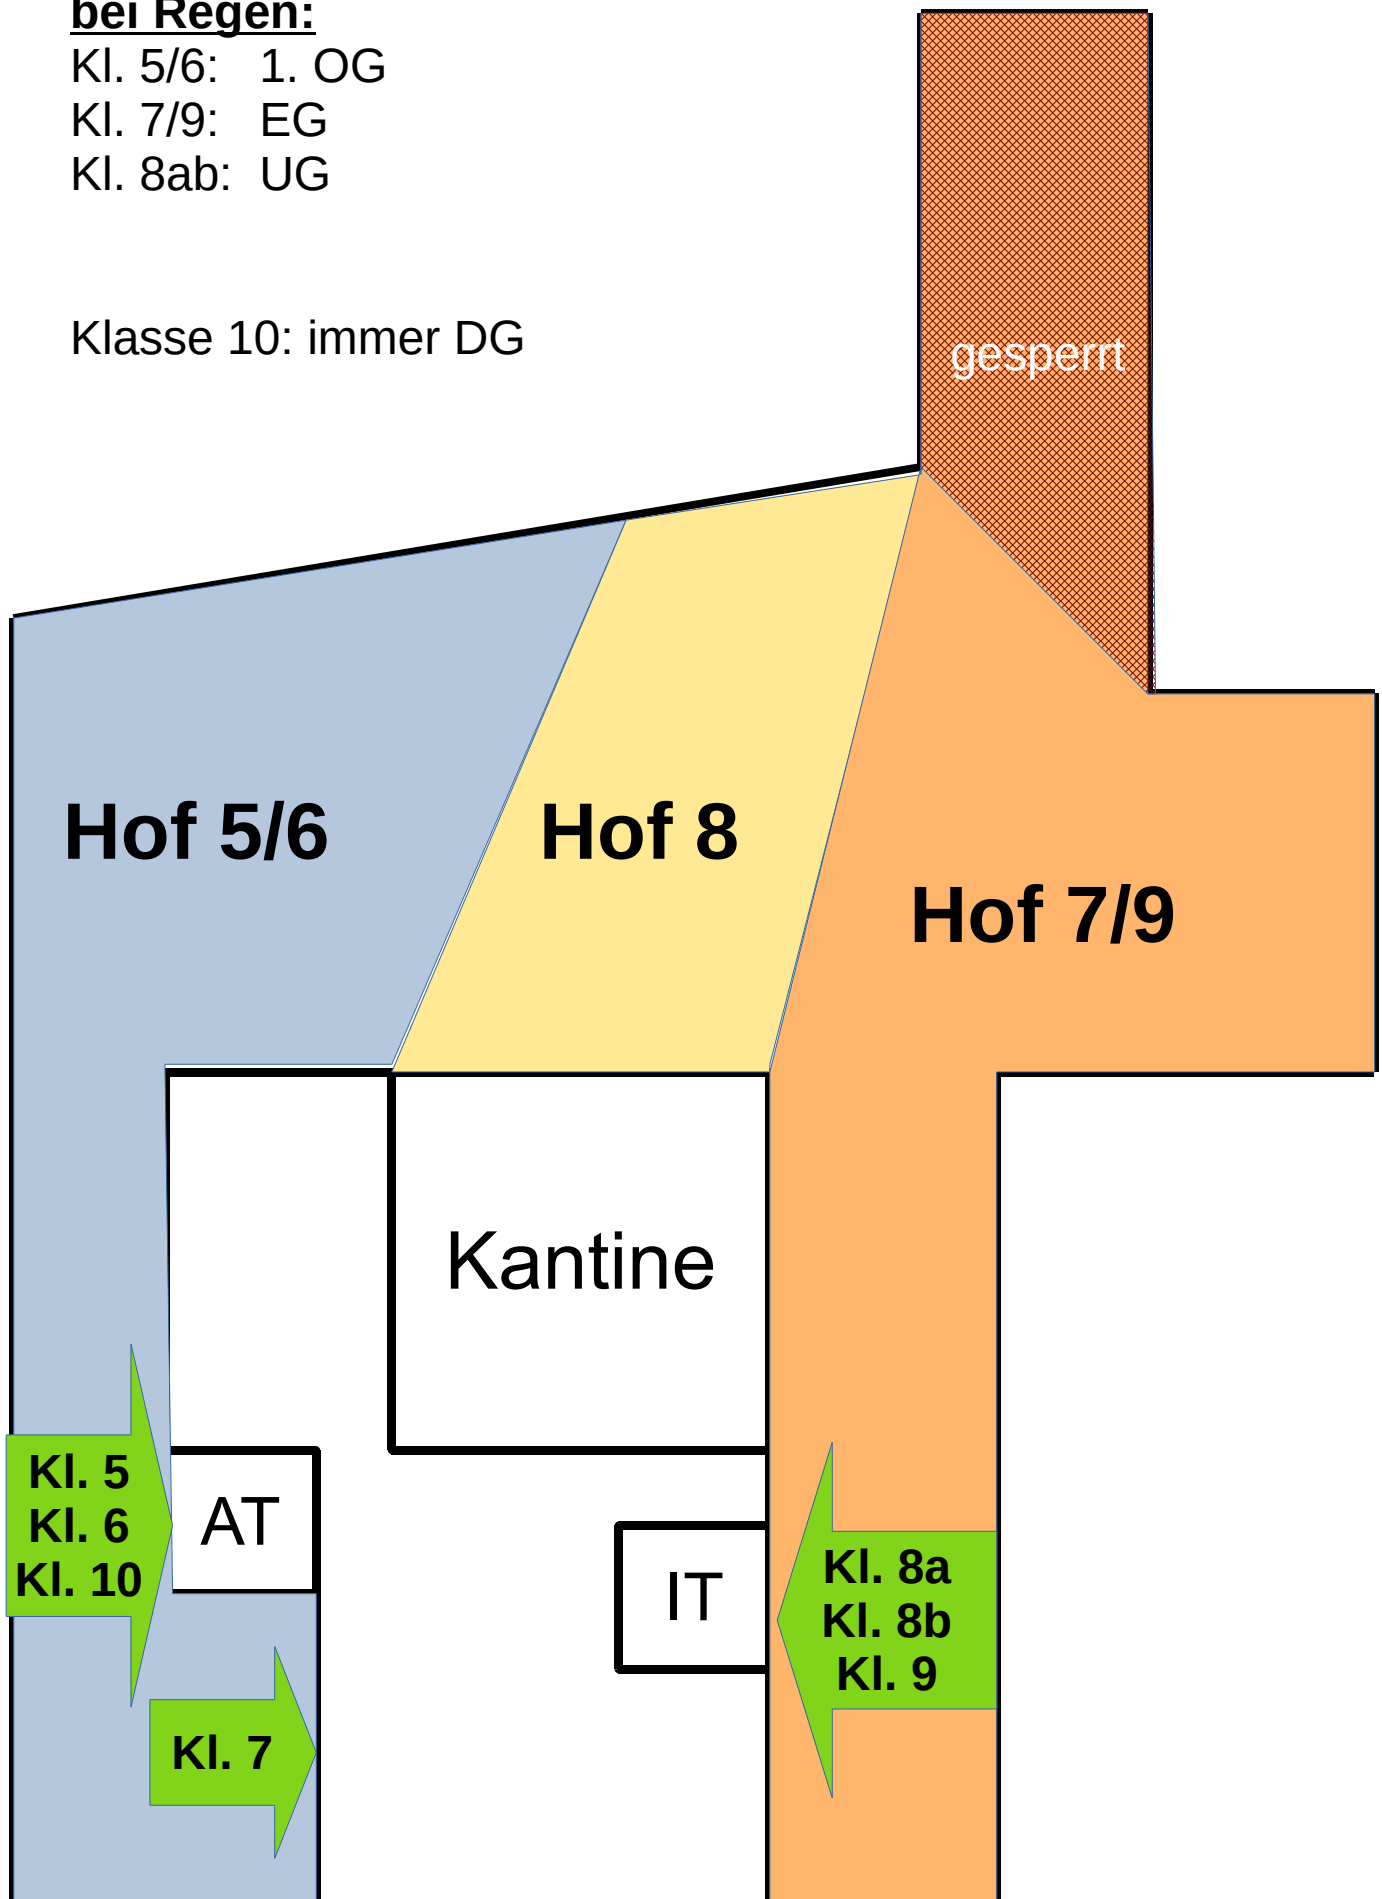 bei Regen:
Kl. 5/6: 1. OG
Kl. 7/9: EG
Kl. 8ab: UG
Klasse 10: immer DG
gesperrt
Hof 5/6
Hof 8
Hof 7/9
Kantine
Kl. 5
Kl. 6
Kl. 10
AT
IT
Kl. 8a
Kl. 8b
Kl. 9
Kl. 7